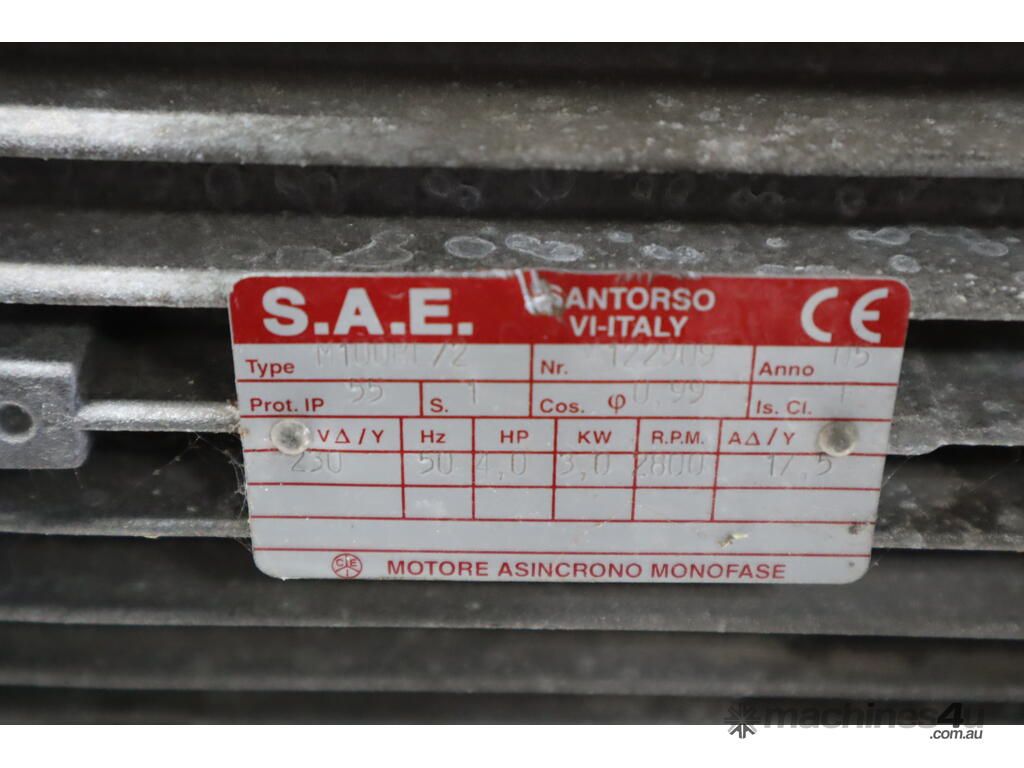 S.A.E. SANTORSO
VI-ITALY CE
Type /2 Nr. 122909 Anno 05
Prot. IP 55 S. 1 Cos. φ 0.99 Is. Cl.
V Δ / Y Hz HP KW R.P.M. A Δ / Y
230 50 4,0 3,0 2800 17,5
MOTORE ASINCRONO MONOFASE
machines4u
.com.au